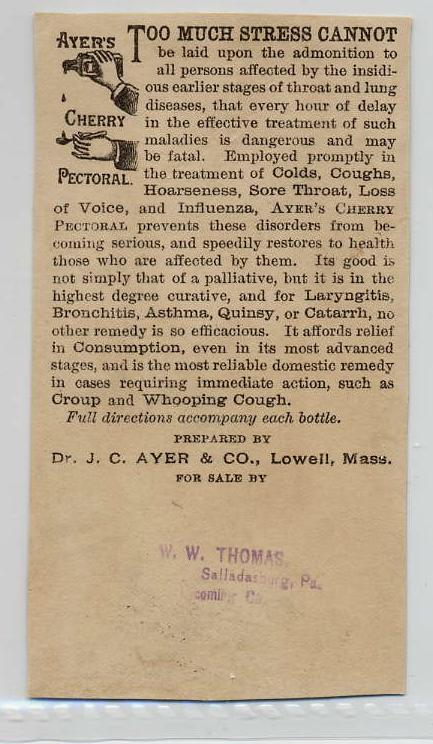 AYER'S
CHERRY
PECTORAL.
TOO MUCH STRESS CANNOT
be laid upon the admonition to
all persons affected by the insidi-
ous earlier stages of throat and lung
diseases, that every hour of delay
in the effective treatment of such
maladies is dangerous and may
be fatal. Employed promptly in
the treatment of Colds, Coughs,
Hoarseness, Sore Throat, Loss
of Voice, and Influenza, AYER'S CHERRY
PECTORAL prevents these disorders from be-
coming serious, and speedily restores to health
those who are affected by them. Its good is
not simply that of a palliative, but it is in the
highest degree curative, and for Laryngitis,
Bronchitis, Asthma, Quinsy, or Catarrh, no
other remedy is so efficacious. It affords relief
in Consumption, even in its most advanced
stages, and is the most reliable domestic remedy
in cases requiring immediate action, such as
Croup and Whooping Cough.
Full directions accompany each bottle.
PREPARED BY
Dr. J. C. AYER & CO., Lowell, Mass.
FOR SALE BY
W. W. THOMAS,
Salladasburg, Pa.
coming Co.